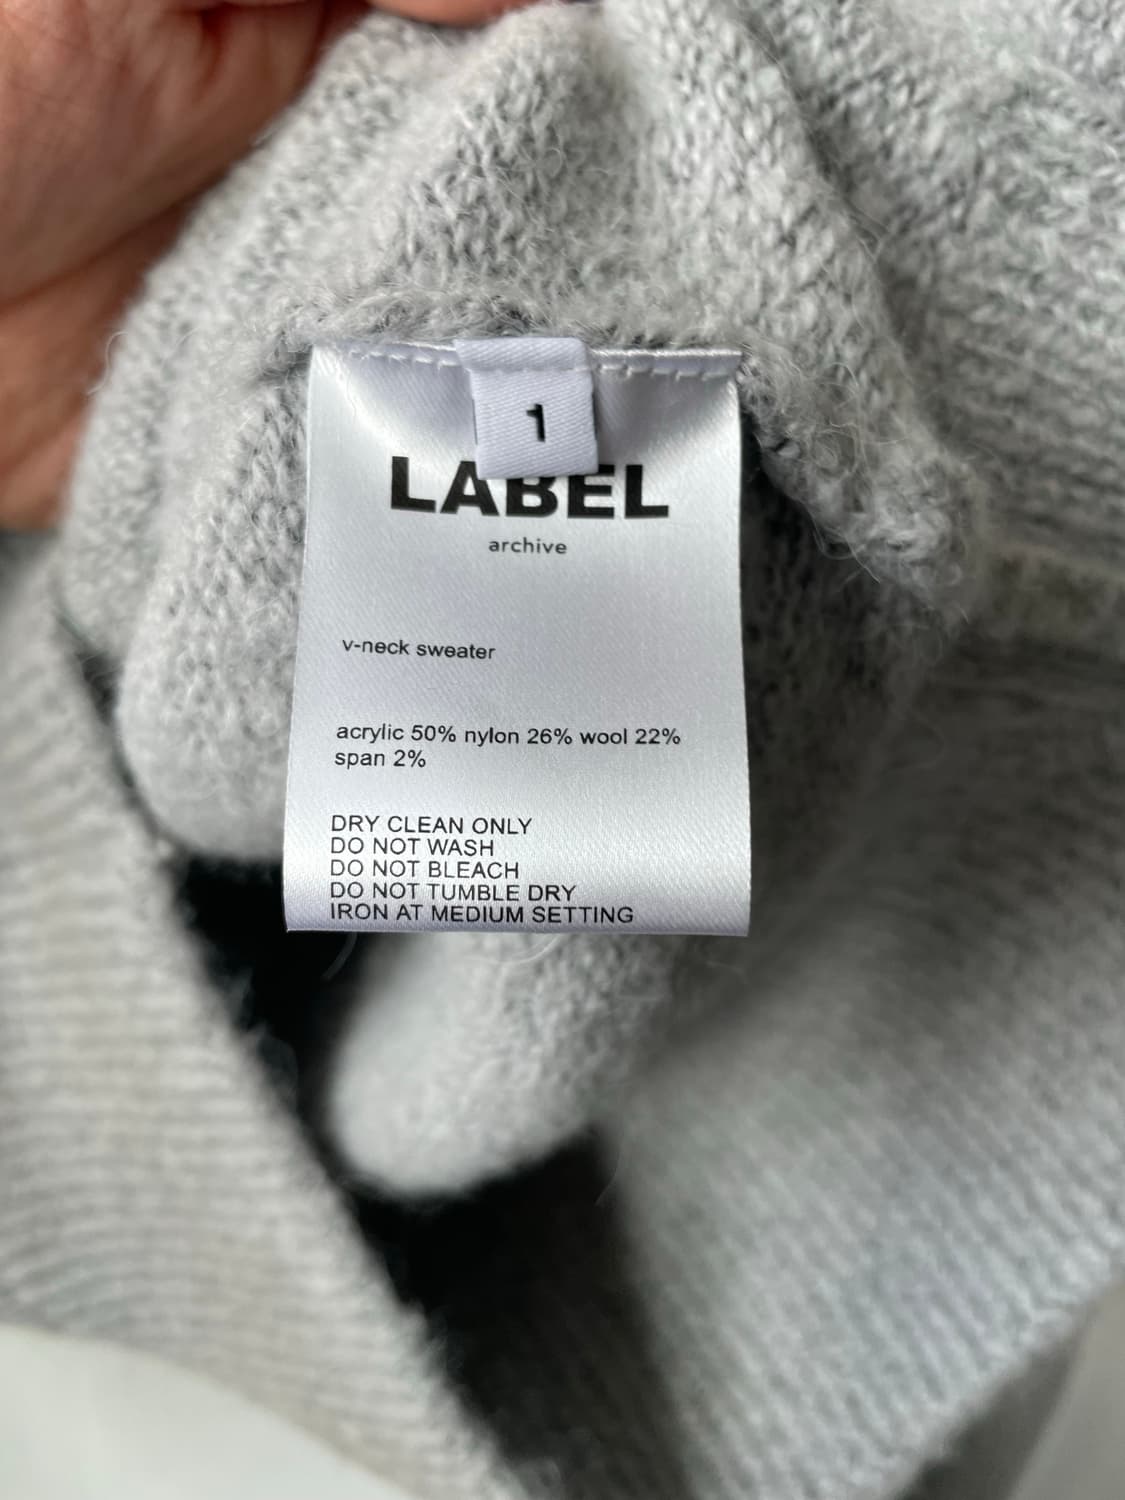 1
LABEL
archive
v-neck sweater
acrylic 50% nylon 26% wool 22%
span 2%
DRY CLEAN ONLY
DO NOT WASH
DO NOT BLEACH
DO NOT TUMBLE DRY
IRON AT MEDIUM SETTING